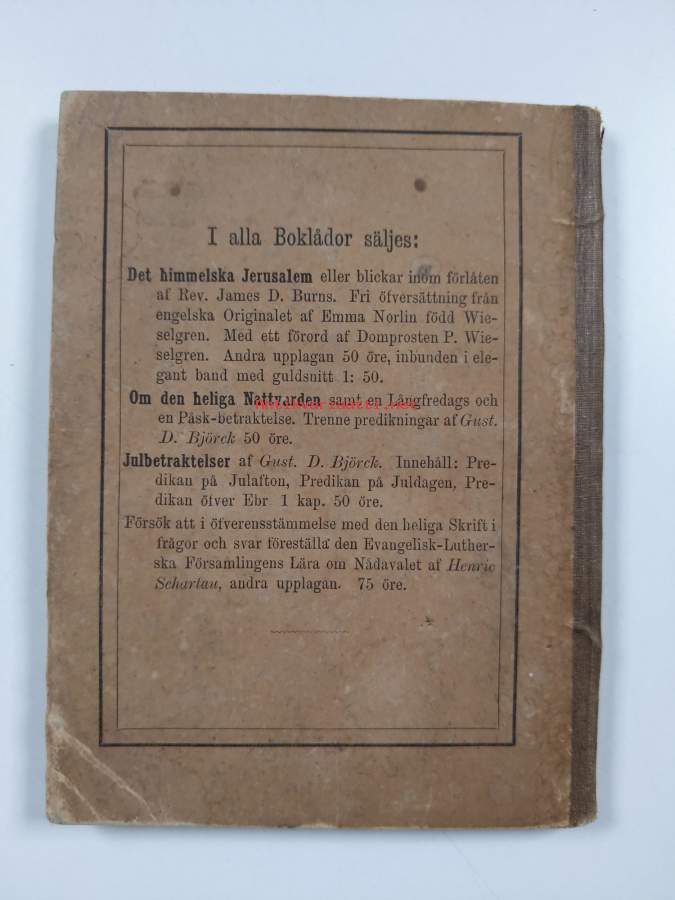 I alla Boklådor säljes:
Det himmelska Jerusalem eller blickar inom förlåten
af Rev. James D. Burns. Fri öfversättning från
engelska Originalet af Emma Norlin född Wie-
selgren. Med ett förord af Domprosten P. Wie-
selgren. Andra upplagan 50 öre, inbunden i ele-
gant band med guldsnitt 1: 50.
Om den heliga Nattvarden samt en Långfredags och
en Påsk-betraktelse. Trenne predikningar af Gust.
D. Björck 50 öre.
Julbetraktelser af Gust. D. Björck. Innehåll: Pre-
dikan på Julafton, Predikan på Juldagen, Pre-
dikan öfver Ebr 1 kap. 50 öre.
Försök att i öfverensstämmelse med den heliga Skrift i
frågor och svar föreställa den Evangelisk-Luther-
ska Församlingens Lära om Nådavalet af Henric
Schartau, andra upplagan. 75 öre.